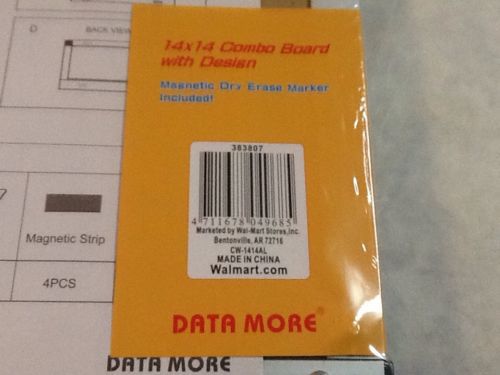 D
BACK VIEW
14x14 Combo Board
with Design
Magnetic Dry Erase Marker
Included!
383807
4 711678 049685
Marketed by Wal-Mart Stores,Inc.
Bentonville, AR 72716
CW-1414AL
MADE IN CHINA
Walmart.com
Magnetic Strip
4PCS
DATA MORE®
DATA MORE®